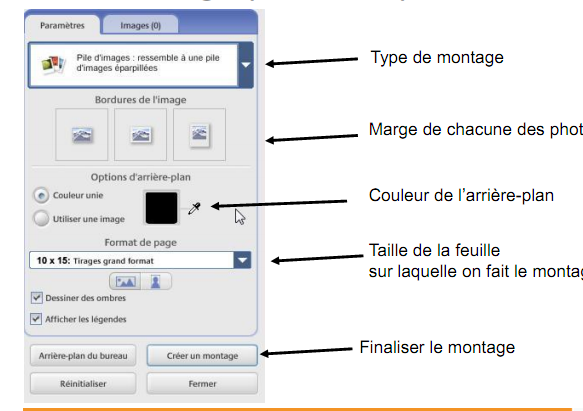 Paramètres
Images (0)
Pile d'images : ressemble à une pile
d'images éparpillées
Type de montage
Bordures de l'image
Marge de chacune des phot
Options d'arrière-plan
Couleur unie
Utiliser une image
Couleur de l'arrière-plan
Format de page
10 x 15: Tirages grand format
Taille de la feuille
sur laquelle on fait le montag
Dessiner des ombres
Afficher les légendes
Arrière-plan du bureau
Créer un montage
Finaliser le montage
Réinitialiser
Fermer